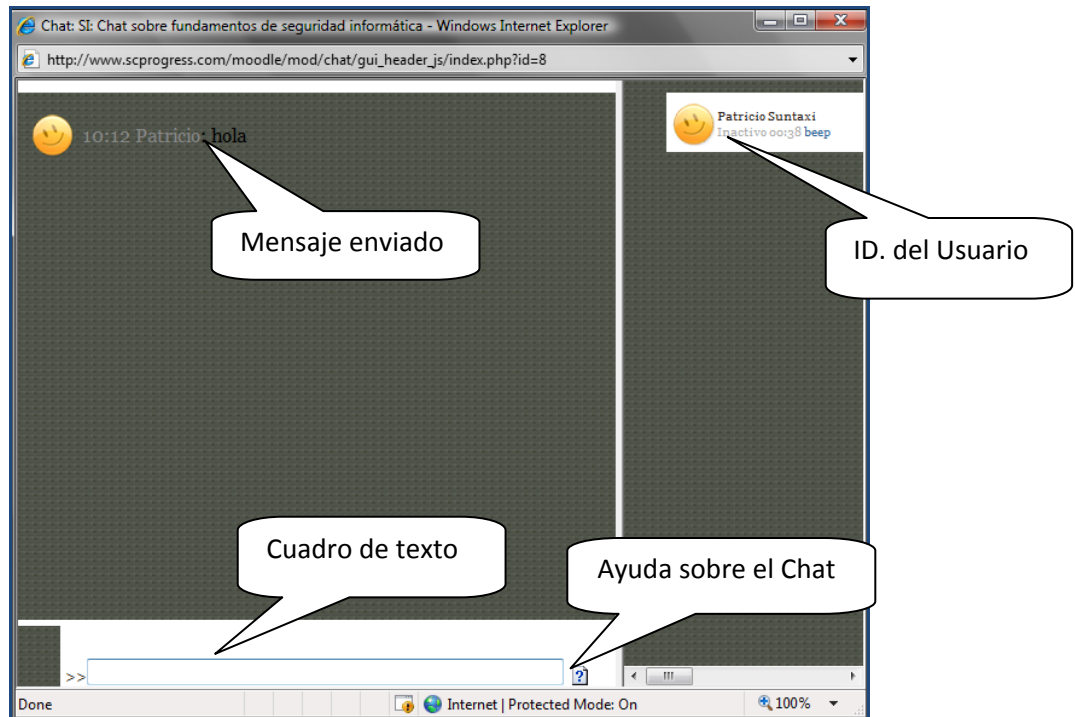 Chat: SI: Chat sobre fundamentos de seguridad informática - Windows Internet Explorer
http://www.scprogress.com/moodle/mod/chat/gui_header_js/index.php?id=8
10:12 Patricio: hola
Patricio Suntaxi
Inactivo 00:38 beep
Mensaje enviado
ID. del Usuario
Cuadro de texto
Ayuda sobre el Chat
>>
?
Done
Internet | Protected Mode: On
100%